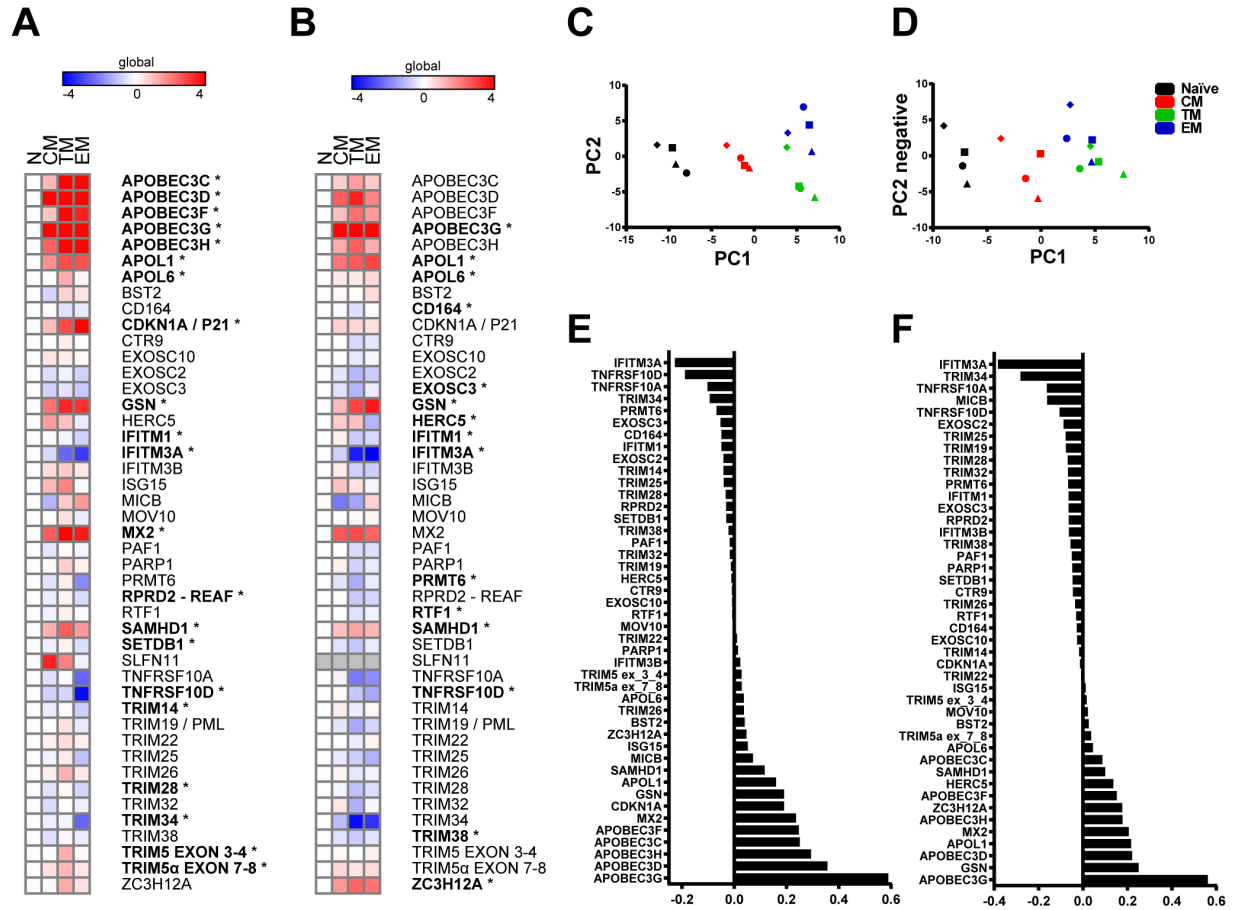 A
global
-4 0 4
N CM TM EM
APOBEC3C *
APOBEC3D *
APOBEC3F *
APOBEC3G *
APOBEC3H *
APOL1 *
APOL6 *
BST2
CD164
CDKN1A / P21 *
CTR9
EXOSC10
EXOSC2
EXOSC3
GSN *
HERC5
IFITM1 *
IFITM3A *
IFITM3B
ISG15
MICB
MOV10
MX2 *
PAF1
PARP1
PRMT6
RPRD2 - REAF *
RTF1
SAMHD1 *
SETDB1 *
SLFN11
TNFRSF10A
TNFRSF10D *
TRIM14 *
TRIM19 / PML
TRIM22
TRIM25
TRIM26
TRIM28 *
TRIM32
TRIM34 *
TRIM38
TRIM5 EXON 3-4 *
TRIM5α EXON 7-8 *
ZC3H12A
B
global
-4 0 4
N CM TM EM
APOBEC3C
APOBEC3D
APOBEC3F
APOBEC3G *
APOBEC3H
APOL1 *
APOL6 *
BST2
CD164 *
CDKN1A / P21
CTR9
EXOSC10
EXOSC2
EXOSC3 *
GSN *
HERC5 *
IFITM1 *
IFITM3A *
IFITM3B
ISG15
MICB
MOV10
MX2
PAF1
PARP1
PRMT6 *
RPRD2 - REAF
RTF1 *
SAMHD1 *
SETDB1
SLFN11
TNFRSF10A
TNFRSF10D *
TRIM14
TRIM19 / PML
TRIM22
TRIM25
TRIM26
TRIM28
TRIM32
TRIM34
TRIM38 *
TRIM5 EXON 3-4
TRIM5α EXON 7-8
ZC3H12A *
C
PC2
10
5
0
-5
-10
-15 -10 -5 0 5 10
PC1
D
PC2 negative
10
5
0
-5
-10
-10 -5 0 5 10
PC1
Naïve
CM
TM
EM
E
IFITM3A
TNFRSF10D
TNFRSF10A
TRIM34
PRMT6
EXOSC3
CD164
IFITM1
EXOSC2
TRIM14
TRIM25
TRIM28
RPRD2
SETDB1
TRIM38
PAF1
TRIM32
TRIM19
HERC5
CTR9
EXOSC10
RTF1
MOV10
TRIM22
PARP1
IFITM3B
TRIM5 ex_3_4
TRIM5a ex_7_8
APOL6
TRIM26
BST2
ZC3H12A
ISG15
MICB
SAMHD1
APOL1
GSN
CDKN1A
MX2
APOBEC3F
APOBEC3C
APOBEC3H
APOBEC3D
APOBEC3G
-0.2 0.0 0.2 0.4 0.6
F
IFITM3A
TRIM34
TNFRSF10A
MICB
TNFRSF10D
EXOSC2
TRIM25
TRIM19
TRIM28
TRIM32
PRMT6
IFITM1
EXOSC3
RPRD2
IFITM3B
TRIM38
PAF1
PARP1
SETDB1
CTR9
TRIM26
RTF1
CD164
EXOSC10
TRIM14
CDKN1A
TRIM22
ISG15
TRIM5 ex_3_4
MOV10
BST2
TRIM5a ex_7_8
APOL6
APOBEC3C
SAMHD1
HERC5
APOBEC3F
ZC3H12A
APOBEC3H
MX2
APOL1
APOBEC3D
GSN
APOBEC3G
-0.4 -0.2 0.0 0.2 0.4 0.6